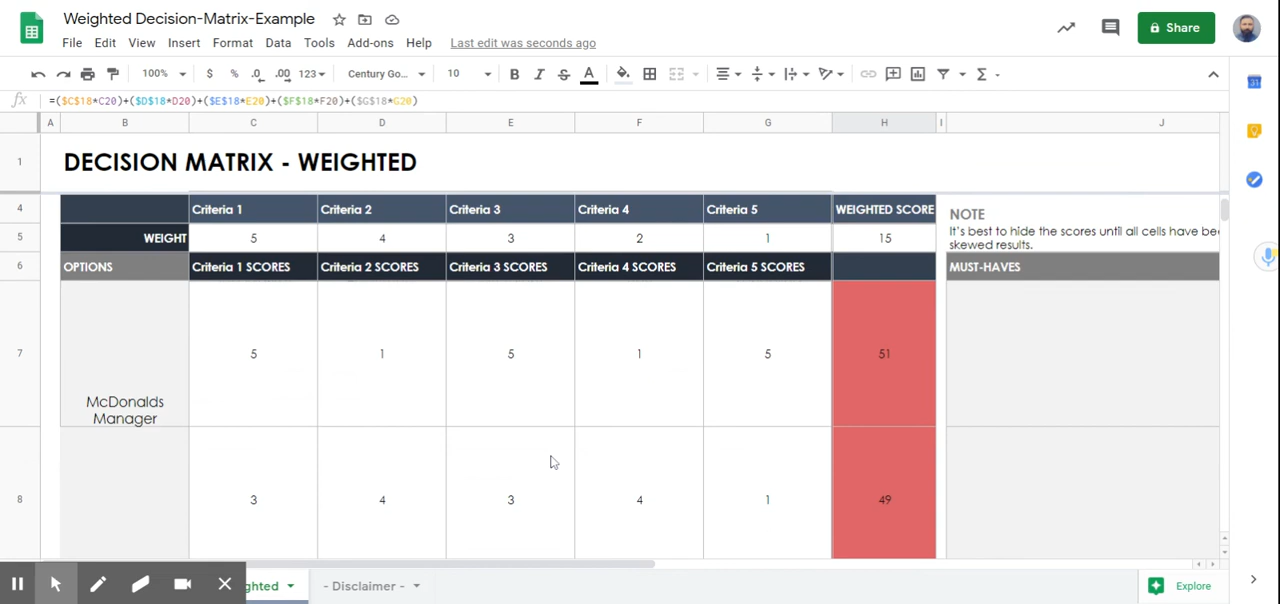 Weighted Decision-Matrix-Example
Share
File Edit View Insert Format Data Tools Add-ons Help Last edit was seconds ago
100% $ % .0 .00 123 Century Go... 10 B I S A Σ
fx =($C$18*C20)+($D$18*D20)+($E$18*E20)+($F$18*F20)+($G$18*G20)
A B C D E F G H I J
1 DECISION MATRIX - WEIGHTED
4 Criteria 1 Criteria 2 Criteria 3 Criteria 4 Criteria 5 WEIGHTED SCORE NOTE
5 WEIGHT 5 4 3 2 1 15 It's best to hide the scores until all cells have
skewed results.
6 OPTIONS Criteria 1 SCORES Criteria 2 SCORES Criteria 3 SCORES Criteria 4 SCORES Criteria 5 SCORES MUST-HAVES
7 5 1 5 1 5 51
McDonalds
Manager
8 3 4 3 4 1 49
ghted - Disclaimer - Explore